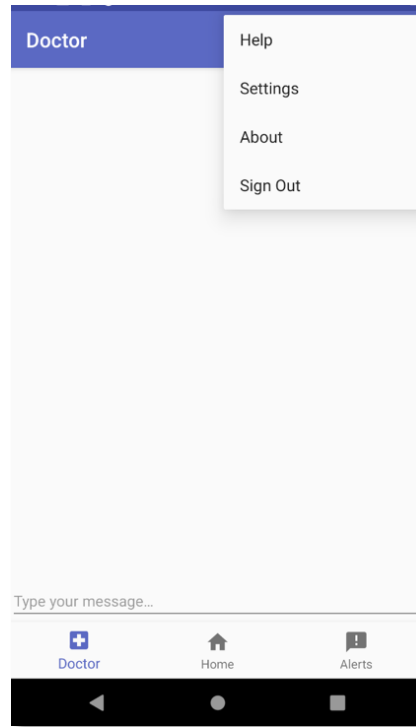 Doctor
Help
Settings
About
Sign Out
Type your message...
Doctor
Home
Alerts